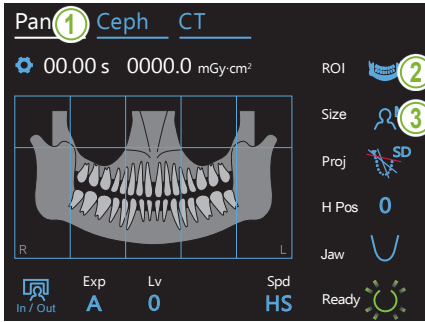 Pan 1 Ceph CT
00.00 s 0000.0 mGy·cm²
ROI 2
Size 3
Proj SD
H Pos 0
R L Jaw
Exp Lv Spd
In / Out A 0 HS Ready